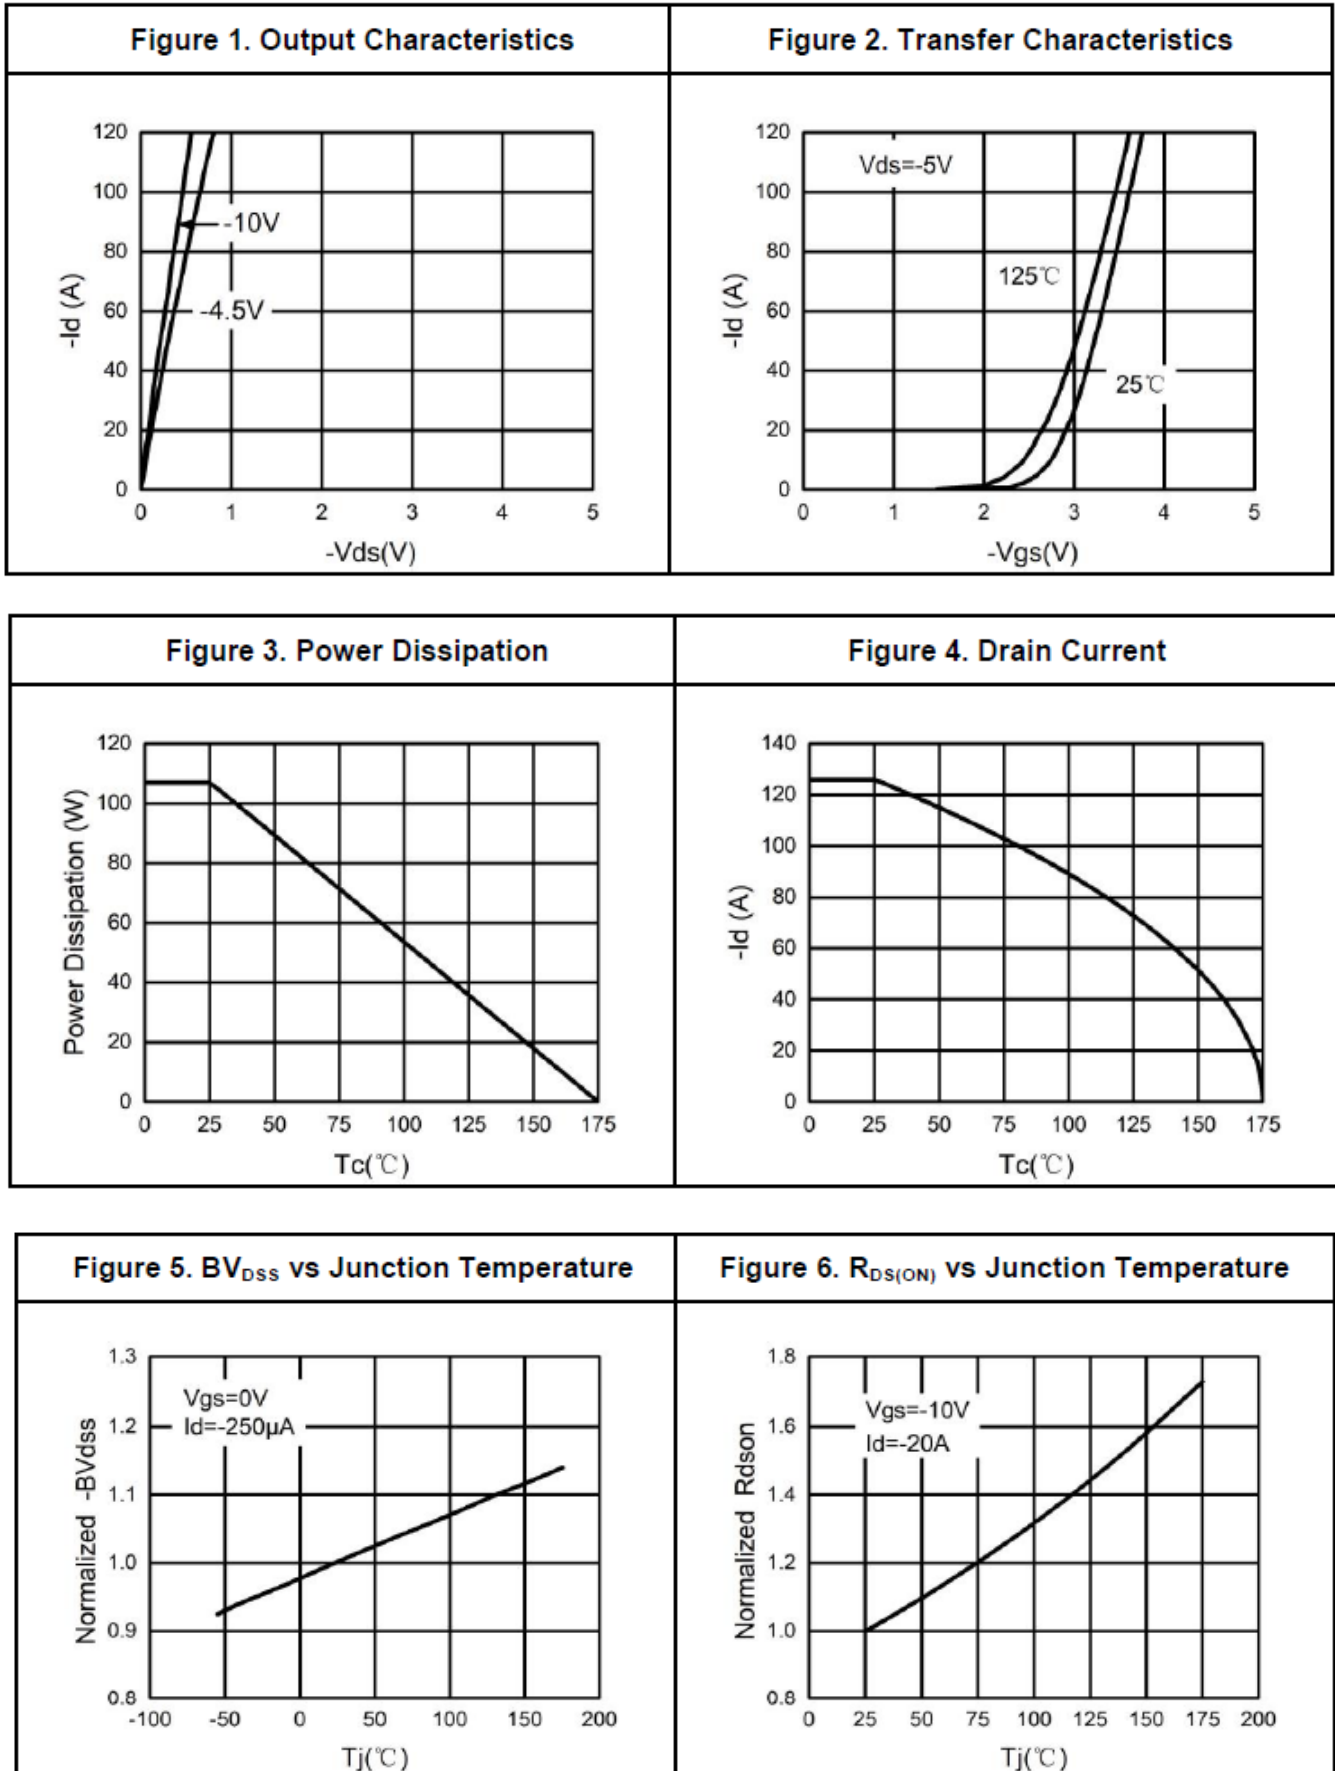 Figure 1. Output Characteristics
Figure 2. Transfer Characteristics
120
100
80
60
40
20
0
-Id (A)
-10V
-4.5V
0 1 2 3 4 5
-Vds(V)
120
100
80
60
40
20
0
-Id (A)
Vds=-5V
125℃
25℃
0 1 2 3 4 5
-Vgs(V)
Figure 3. Power Dissipation
Figure 4. Drain Current
120
100
80
60
40
20
0
Power Dissipation (W)
0 25 50 75 100 125 150 175
Tc(℃)
140
120
100
80
60
40
20
0
-Id (A)
0 25 50 75 100 125 150 175
Tc(℃)
Figure 5. BVDSS vs Junction Temperature
Figure 6. RDS(ON) vs Junction Temperature
1.3
1.2
1.1
1.0
0.9
0.8
Normalized -BVdss
Vgs=0V
Id=-250μA
-100 -50 0 50 100 150 200
Tj(℃)
1.8
1.6
1.4
1.2
1.0
0.8
Normalized Rdson
Vgs=-10V
Id=-20A
0 25 50 75 100 125 150 175 200
Tj(℃)